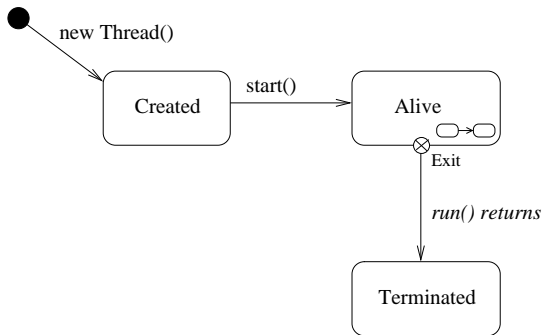 new Thread()
Created
start()
Alive
Exit
run() returns
Terminated